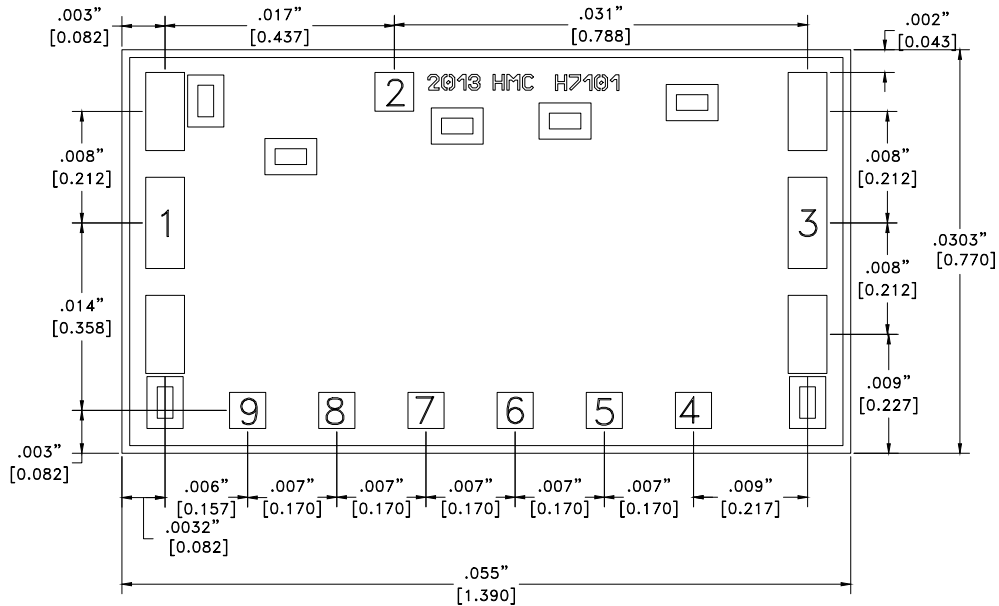 .003” .017” .031” .002”
[0.082] [0.437] [0.788] [0.043]
2 2013 HMC H7101
.008” .008”
[0.212] [0.212]
1 3
.0303”
[0.770]
.014” .008”
[0.358] [0.212]
.009”
[0.227]
9 8 7 6 5 4
.003”
[0.082]
.006” .007” .007” .007” .007” .007” .009”
[0.157] [0.170] [0.170] [0.170] [0.170] [0.170] [0.217]
.0032”
[0.082]
.055”
[1.390]